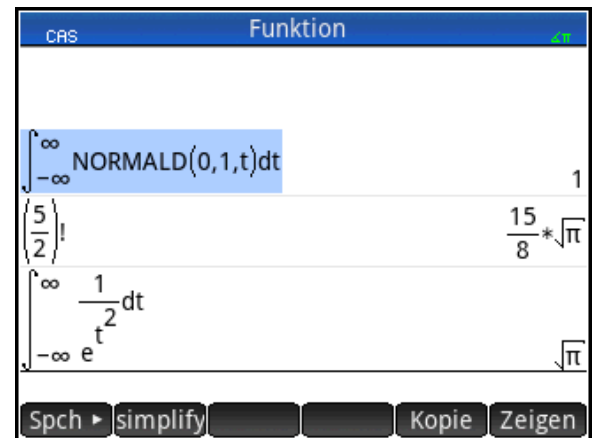 CAS Funktion ∡π
∫_{-∞}^{∞} NORMALD(0,1,t)dt
1
(5/2)!
15/8*√π
∫_{-∞}^{∞} 1/e^{t^2} dt
√π
Spch ► simplify Kopie Zeigen